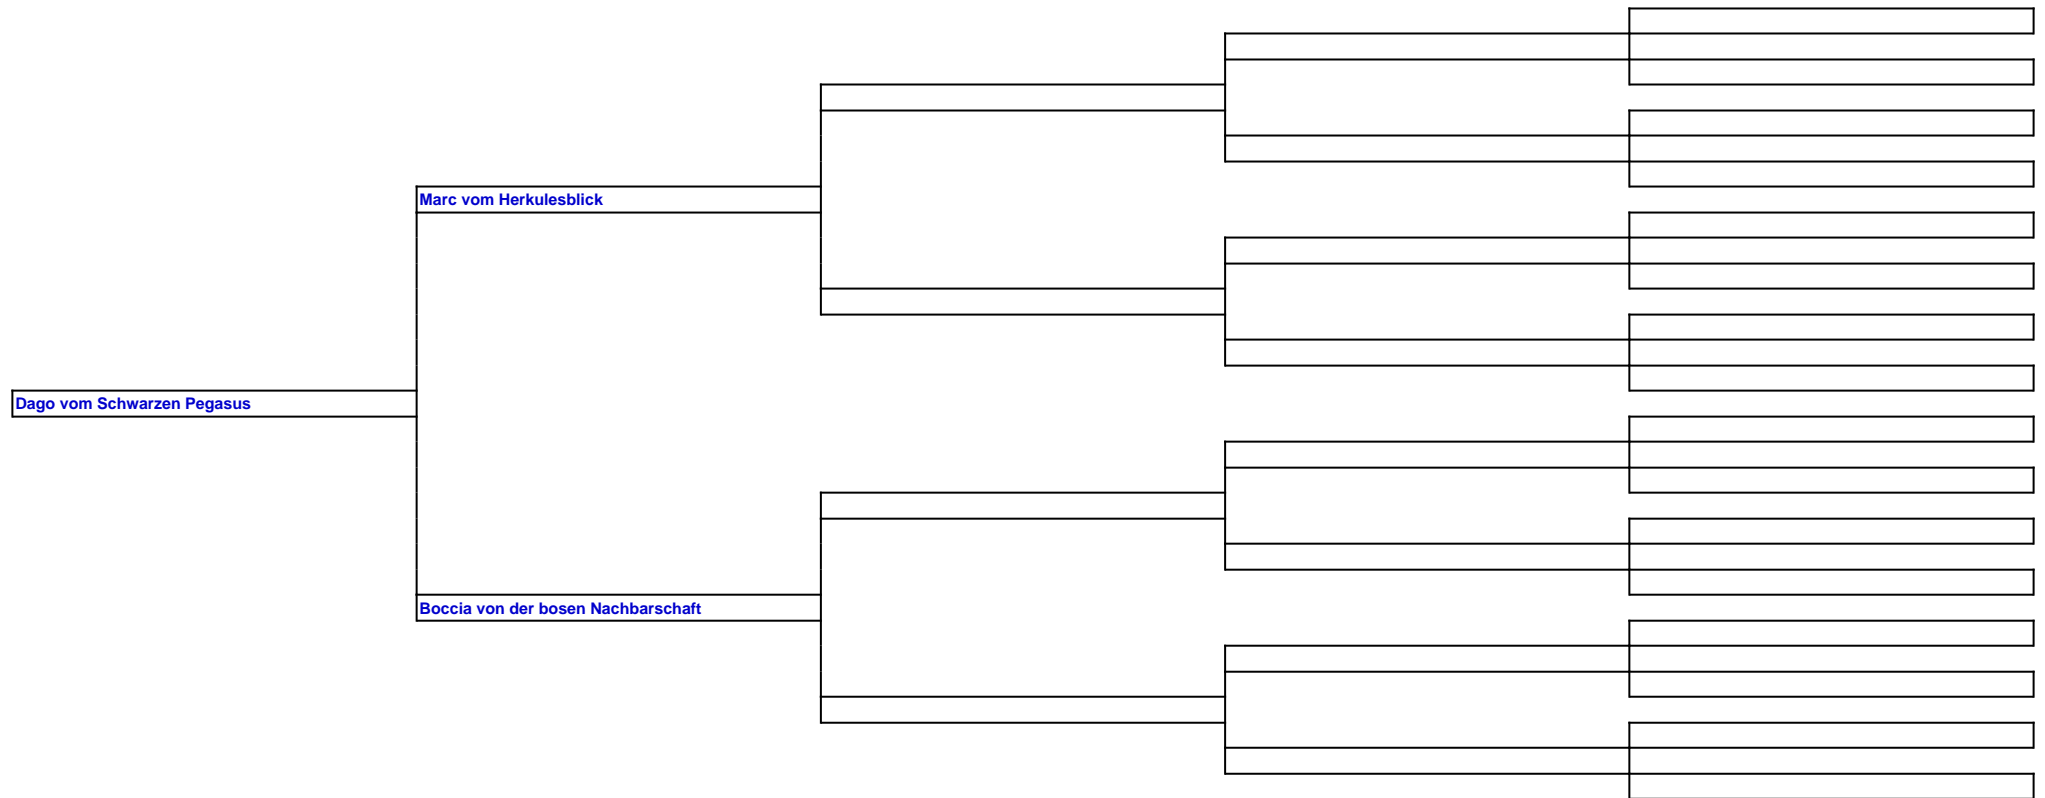 Marc vom Herkulesblick
Dago vom Schwarzen Pegasus
Boccia von der bosen Nachbarschaft